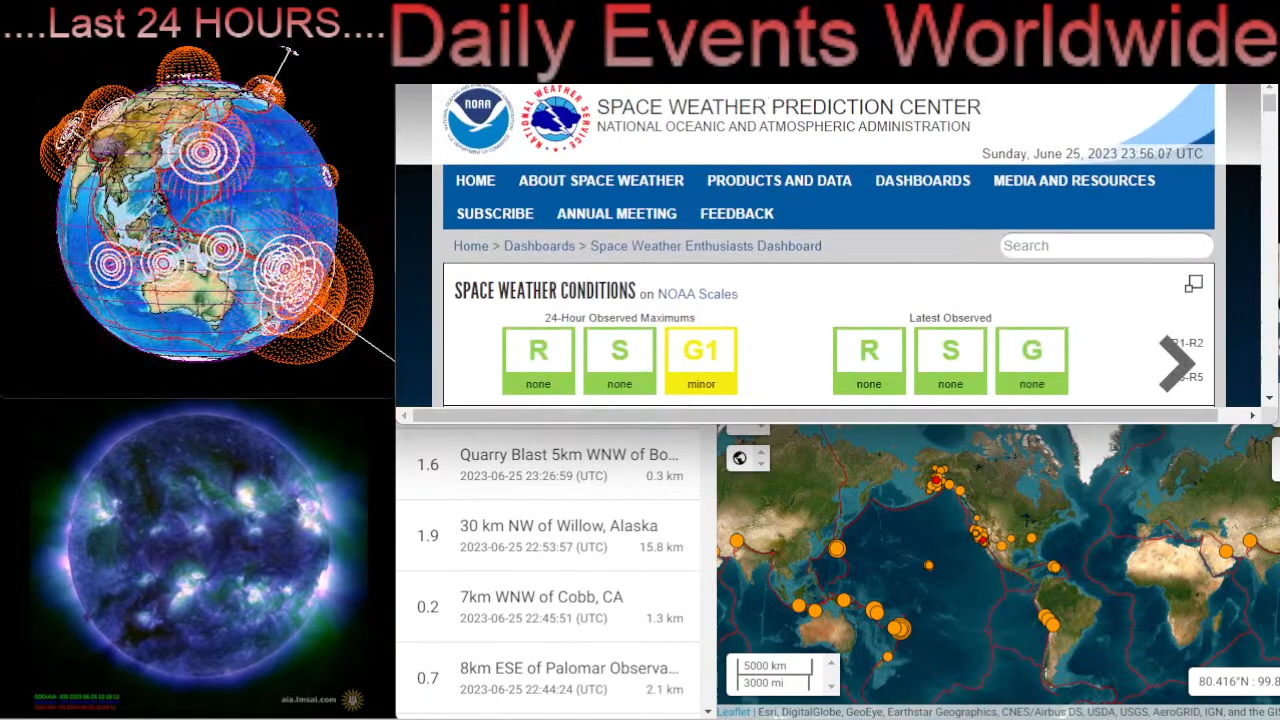 ....Last 24 HOURS....
Daily Events Worldwide
NOAA
NATIONAL WEATHER SERVICE
SPACE WEATHER PREDICTION CENTER
NATIONAL OCEANIC AND ATMOSPHERIC ADMINISTRATION
Sunday, June 25, 2023 23:56:07 UTC
HOME ABOUT SPACE WEATHER PRODUCTS AND DATA DASHBOARDS MEDIA AND RESOURCES
SUBSCRIBE ANNUAL MEETING FEEDBACK
Home > Dashboards > Space Weather Enthusiasts Dashboard
Search
SPACE WEATHER CONDITIONS on NOAA Scales
24-Hour Observed Maximums
Latest Observed
R S G1
none none minor
R S G
none none none
R1-R2
-R5
1.6 Quarry Blast 5km WNW of Bo...
2023-06-25 23:26:59 (UTC) 0.3 km
1.9 30 km NW of Willow, Alaska
2023-06-25 22:53:57 (UTC) 15.8 km
0.2 7km WNW of Cobb, CA
2023-06-25 22:45:51 (UTC) 1.3 km
0.7 8km ESE of Palomar Observa...
2023-06-25 22:44:24 (UTC) 2.1 km
5000 km
3000 mi
80.416°N : 99.8
Leaflet | Esri, DigitalGlobe, GeoEye, Earthstar Geographics, CNES/Airbus DS, USDA, USGS, AeroGRID, IGN, and the GIS
aia.lmsal.com